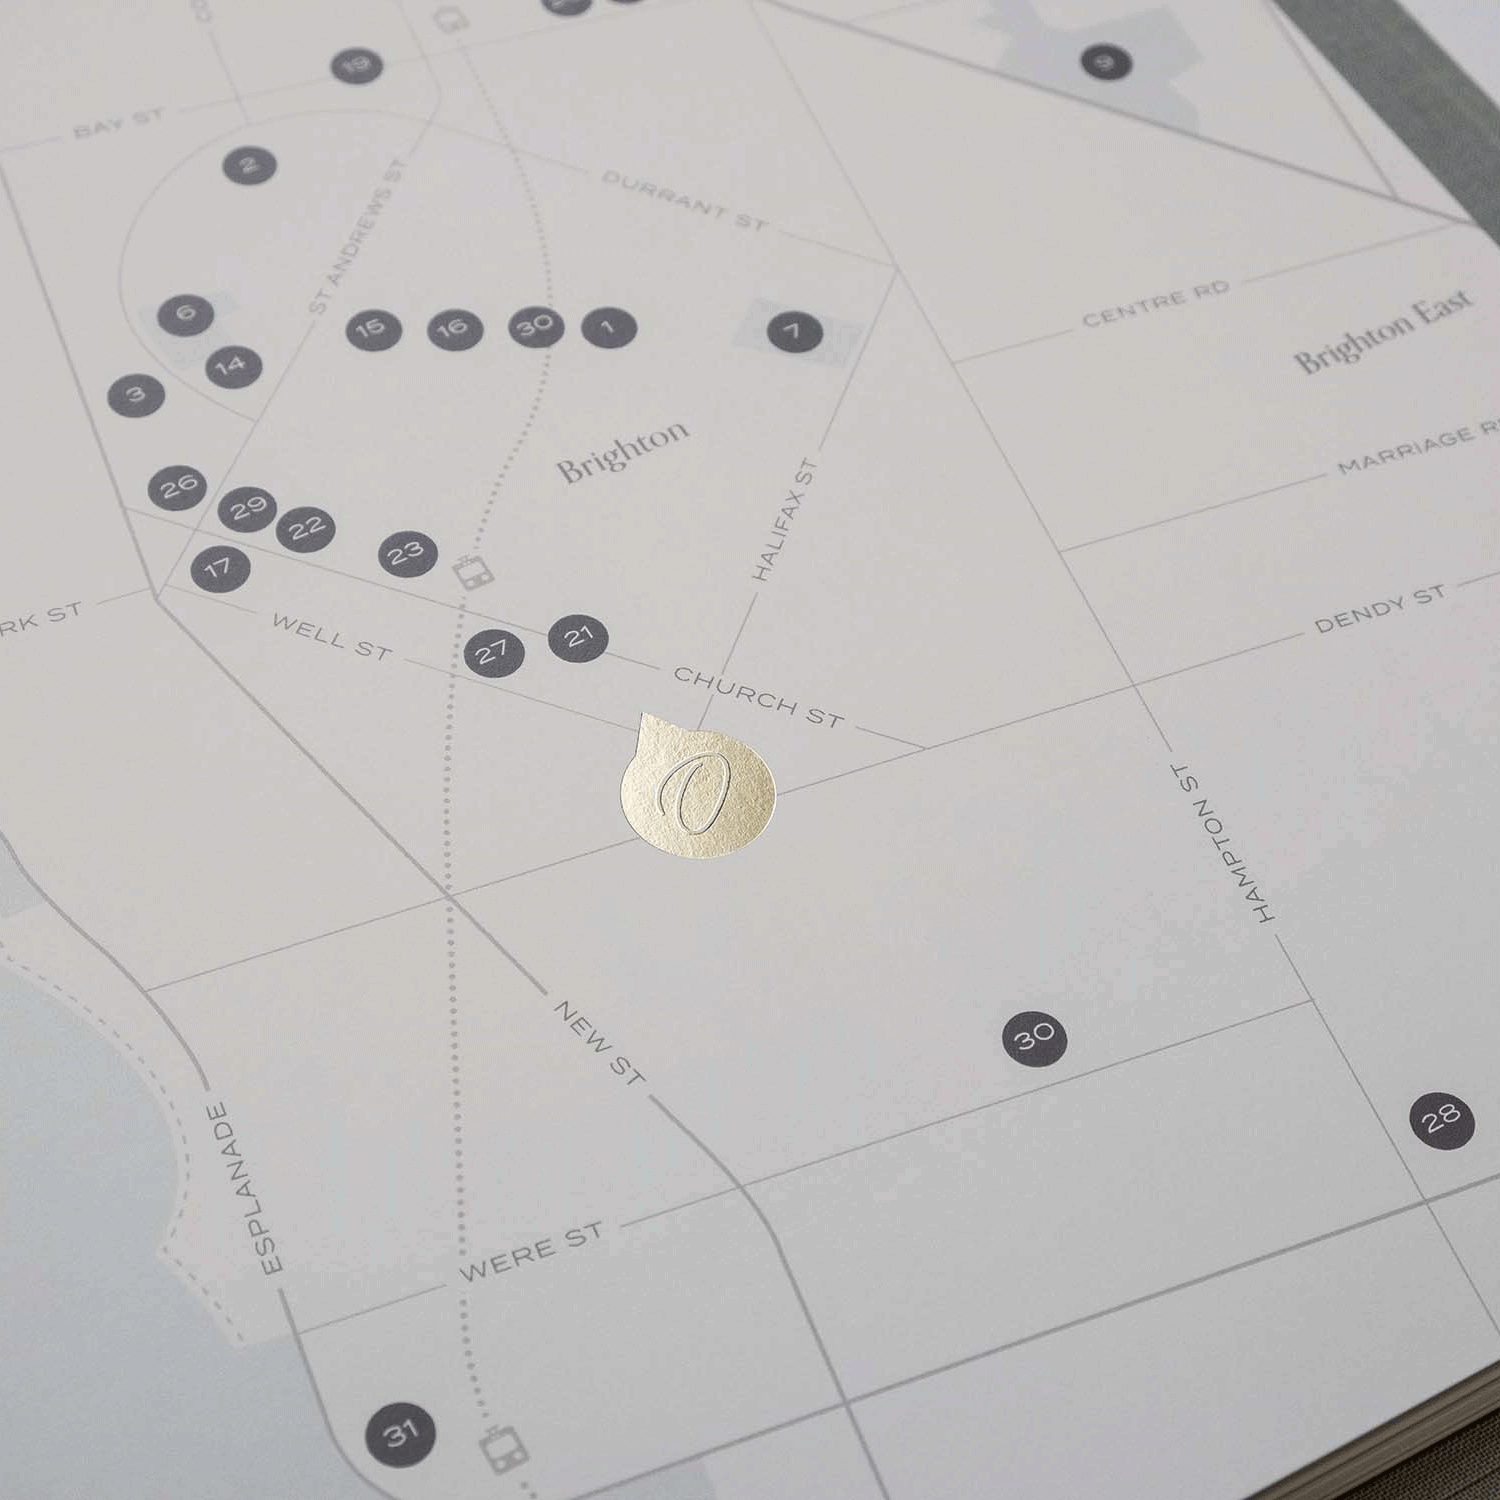 19
9
BAY ST
2
ST ANDREWS ST
DURRANT ST
6
15
16
30
1
7
CENTRE RD
Brighton East
14
3
Brighton
MARRIAGE R
26
29
22
23
HALIFAX ST
17
RK ST
WELL ST
27
21
DENDY ST
CHURCH ST
O
HAMPTON ST
NEW ST
30
28
ESPLANADE
WERE ST
31